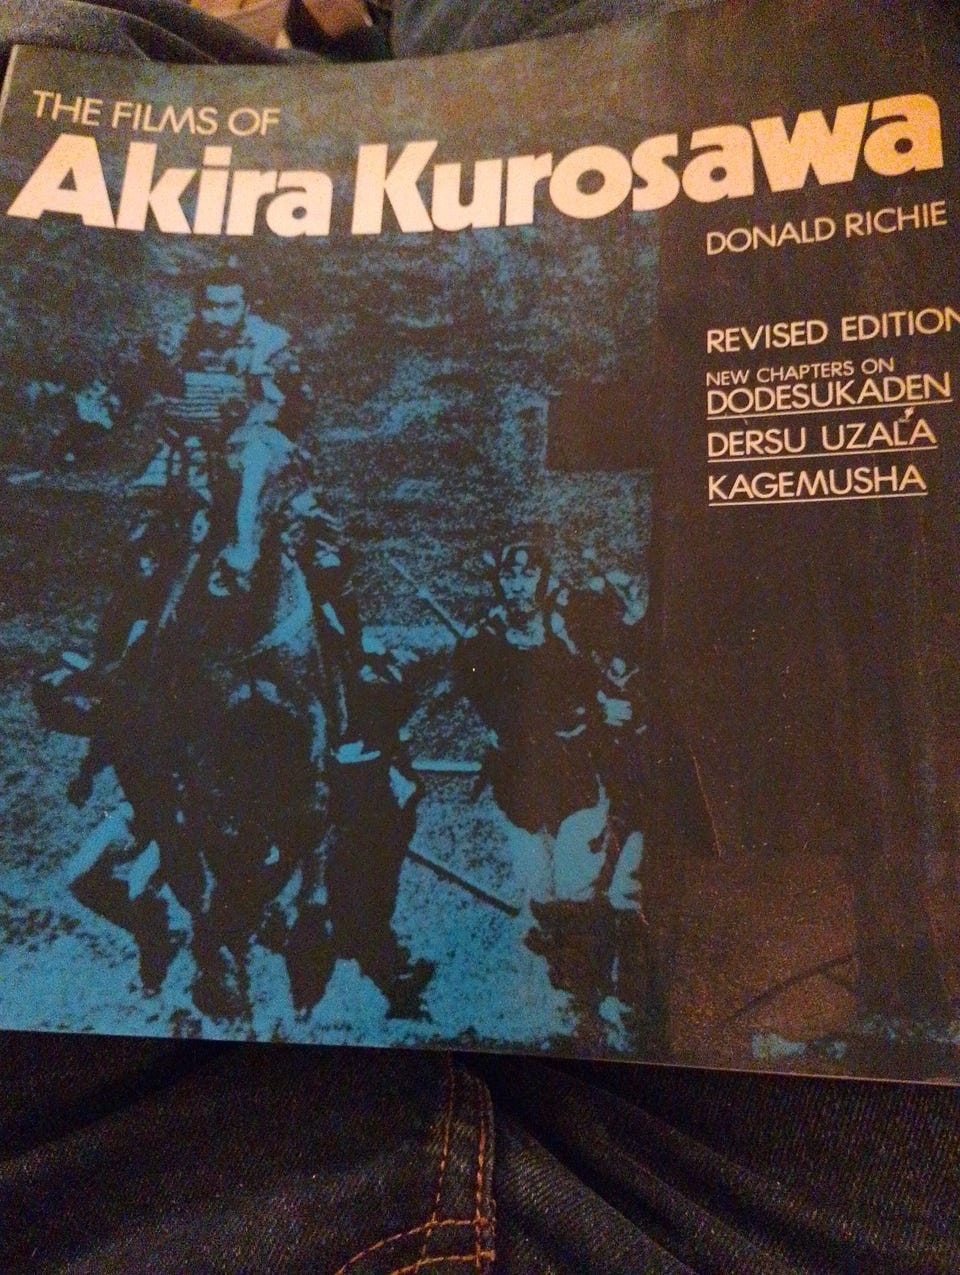 THE FILMS OF
Akira Kurosawa
DONALD RICHIE
REVISED EDITION
NEW CHAPTERS ON
DODESUKADEN
DERSU UZALA
KAGEMUSHA